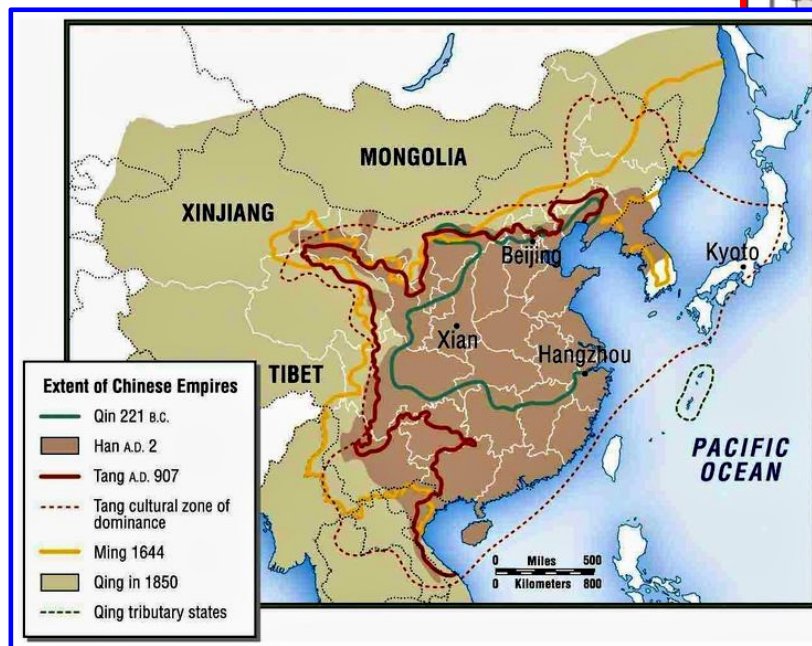 MONGOLIA
XINJIANG
Beijing
Kyoto
Xian
Hangzhou
TIBET
PACIFIC
OCEAN
0 Miles 500
0 Kilometers 800
Extent of Chinese Empires
Qin 221 B.C.
Han A.D. 2
Tang A.D. 907
Tang cultural zone of
dominance
Ming 1644
Qing in 1850
Qing tributary states